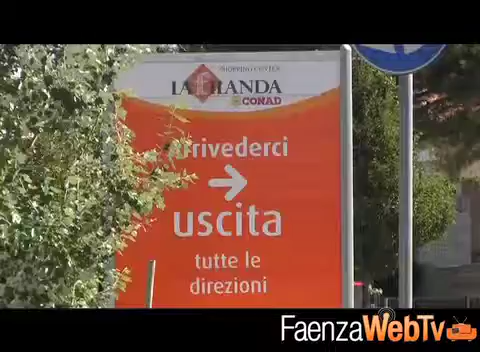 SHOPPING CENTER
LA FILANDA
CONAD
arrivederci
uscita
tutte le
direzioni
FaenzaWebTv